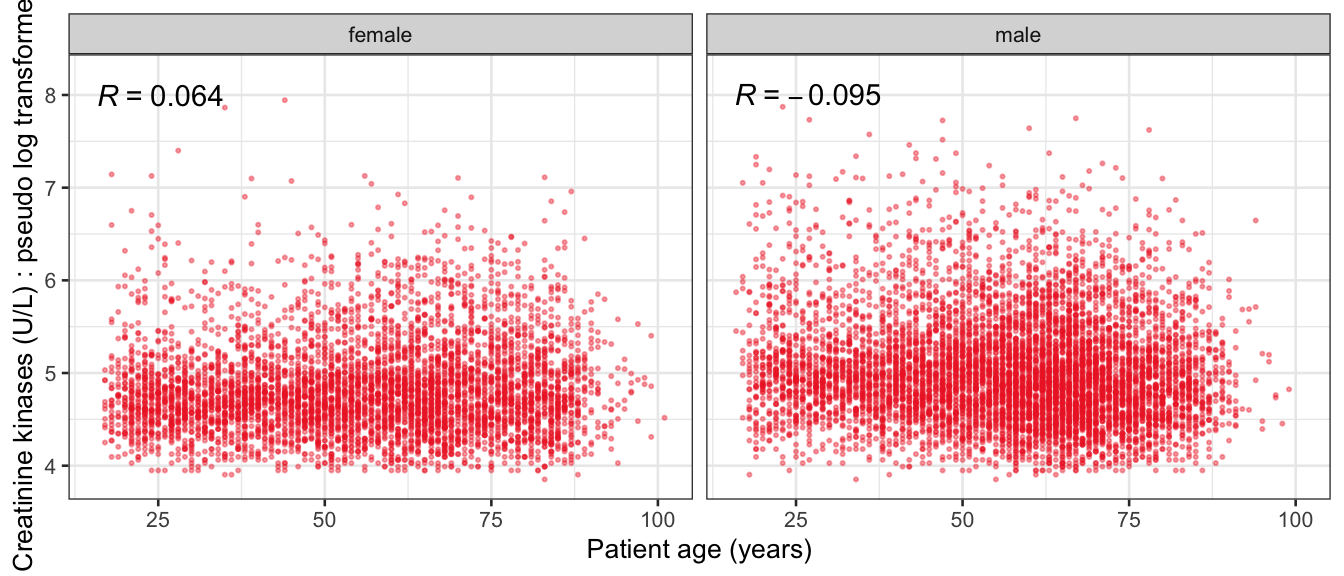 female
male
R = 0.064
R = − 0.095
8
7
6
5
4
25
50
75
100
25
50
75
100
Patient age (years)
Creatinine kinases (U/L) : pseudo log transforme